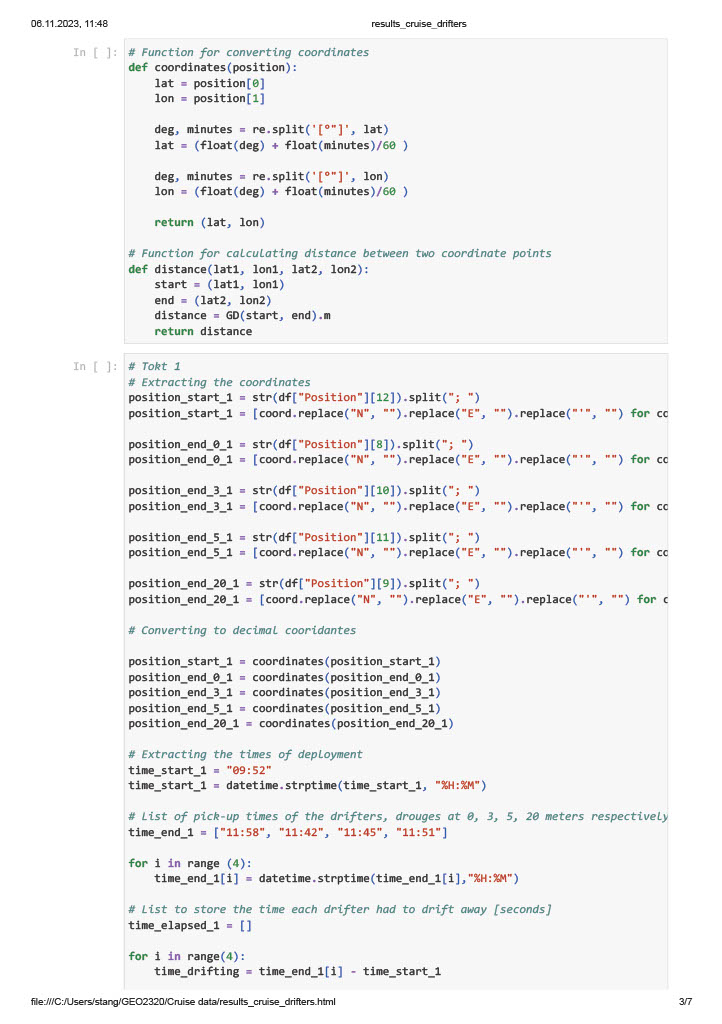 06.11.2023, 11:48 results_cruise_drifters
In [ ]: # Function for converting coordinates
def coordinates(position):
    lat = position[0]
    lon = position[1]
    deg, minutes = re.split('[°"]', lat)
    lat = (float(deg) + float(minutes)/60 )
    deg, minutes = re.split('[°"]', lon)
    lon = (float(deg) + float(minutes)/60 )
    return (lat, lon)
# Function for calculating distance between two coordinate points
def distance(lat1, lon1, lat2, lon2):
    start = (lat1, lon1)
    end = (lat2, lon2)
    distance = GD(start, end).m
    return distance
In [ ]: # Tokt 1
# Extracting the coordinates
position_start_1 = str(df["Position"][12]).split("; ")
position_start_1 = [coord.replace("N", "").replace("E", "").replace("'", "") for co
position_end_0_1 = str(df["Position"][8]).split("; ")
position_end_0_1 = [coord.replace("N", "").replace("E", "").replace("'", "") for co
position_end_3_1 = str(df["Position"][10]).split("; ")
position_end_3_1 = [coord.replace("N", "").replace("E", "").replace("'", "") for co
position_end_5_1 = str(df["Position"][11]).split("; ")
position_end_5_1 = [coord.replace("N", "").replace("E", "").replace("'", "") for co
position_end_20_1 = str(df["Position"][9]).split("; ")
position_end_20_1 = [coord.replace("N", "").replace("E", "").replace("'", "") for c
# Converting to decimal cooridantes
position_start_1 = coordinates(position_start_1)
position_end_0_1 = coordinates(position_end_0_1)
position_end_3_1 = coordinates(position_end_3_1)
position_end_5_1 = coordinates(position_end_5_1)
position_end_20_1 = coordinates(position_end_20_1)
# Extracting the times of deployment
time_start_1 = "09:52"
time_start_1 = datetime.strptime(time_start_1, "%H:%M")
# List of pick-up times of the drifters, drouges at 0, 3, 5, 20 meters respectively
time_end_1 = ["11:58", "11:42", "11:45", "11:51"]
for i in range (4):
    time_end_1[i] = datetime.strptime(time_end_1[i],"%H:%M")
# List to store the time each drifter had to drift away [seconds]
time_elapsed_1 = []
for i in range(4):
    time_drifting = time_end_1[i] - time_start_1
file:///C:/Users/stang/GEO2320/Cruise data/results_cruise_drifters.html 3/7